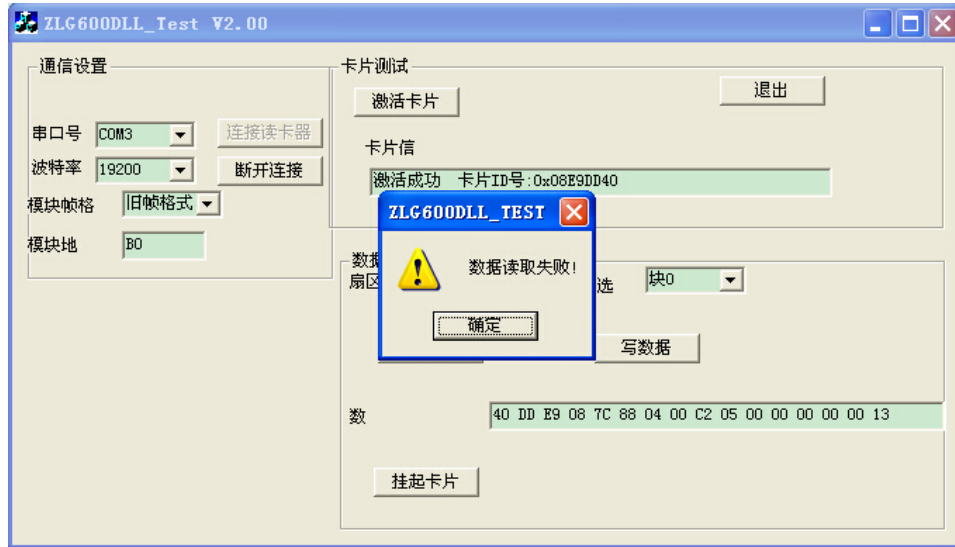 ZLG600DLL_Test V2.00
通信设置
串口号 COM3 连接读卡器
波特率 19200 断开连接
模块帧格 旧帧格式
模块地 B0
卡片测试
激活卡片
退出
卡片信
激活成功 卡片ID号:0x08E9DD40
ZLG600DLL_TEST
数据读取失败!
确定
数据
扇区
选 块0
写数据
数 40 DD E9 08 7C 88 04 00 C2 05 00 00 00 00 00 13
挂起卡片